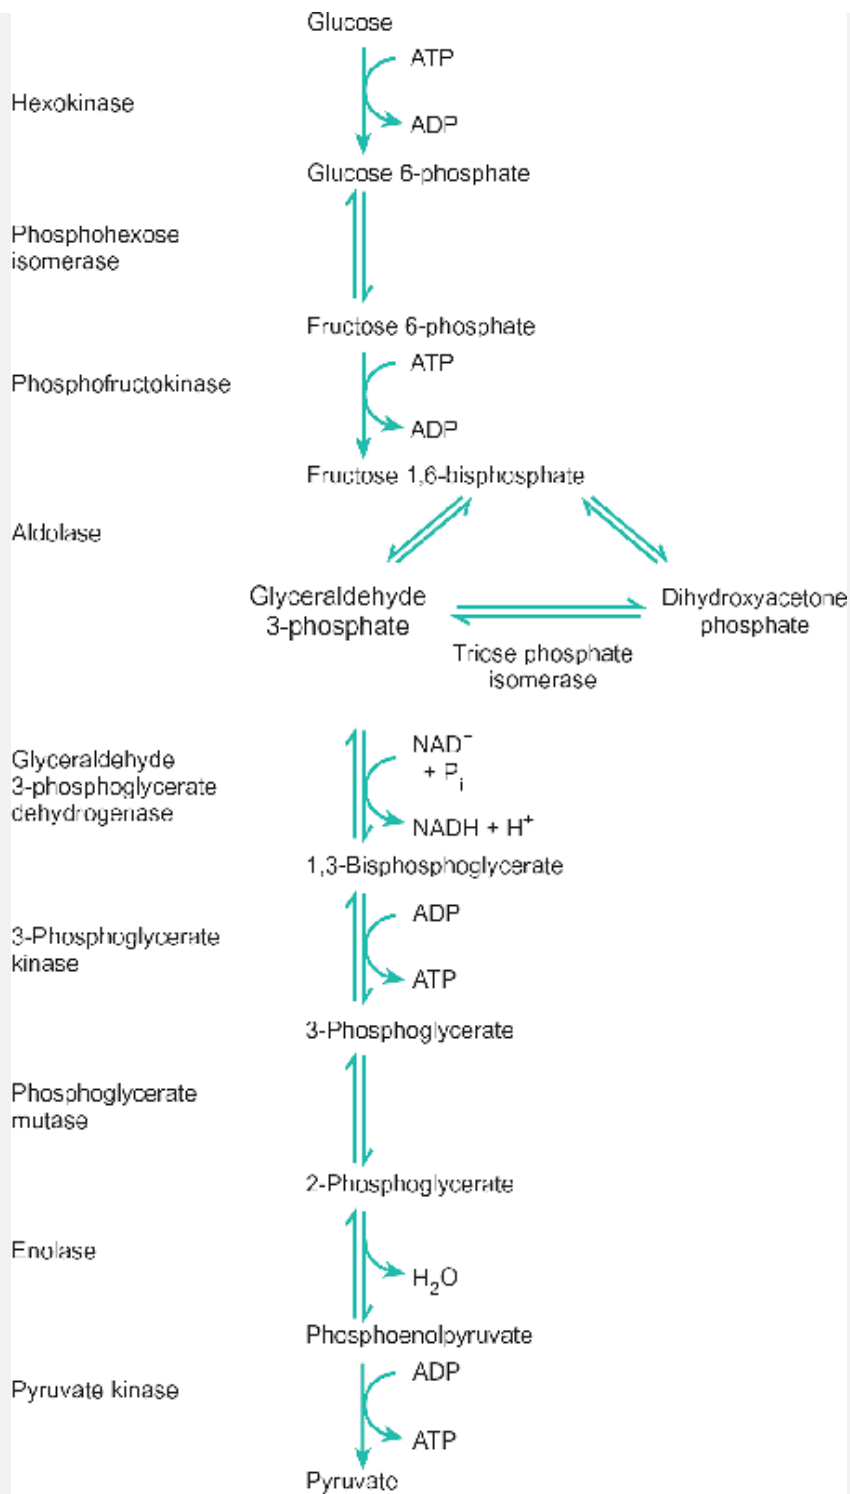 Glucose
ATP
Hexokinase
ADP
Glucose 6-phosphate
Phosphohexose
isomerase
Fructose 6-phosphate
ATP
Phosphofructokinase
ADP
Fructose 1,6-bisphosphate
Aldolase
Glyceraldehyde
3-phosphate
Dihydroxyacetone
phosphate
Triose phosphate
isomerase
Glyceraldehyde
3-phosphoglycerate
dehydrogenase
NAD⁻
+ Pᵢ
NADH + H⁺
1,3-Bisphosphoglycerate
ADP
3-Phosphoglycerate
kinase
ATP
3-Phosphoglycerate
Phosphoglycerate
mutase
2-Phosphoglycerate
Enolase
H₂O
Phosphoenolpyruvate
ADP
Pyruvate kinase
ATP
Pyruvate